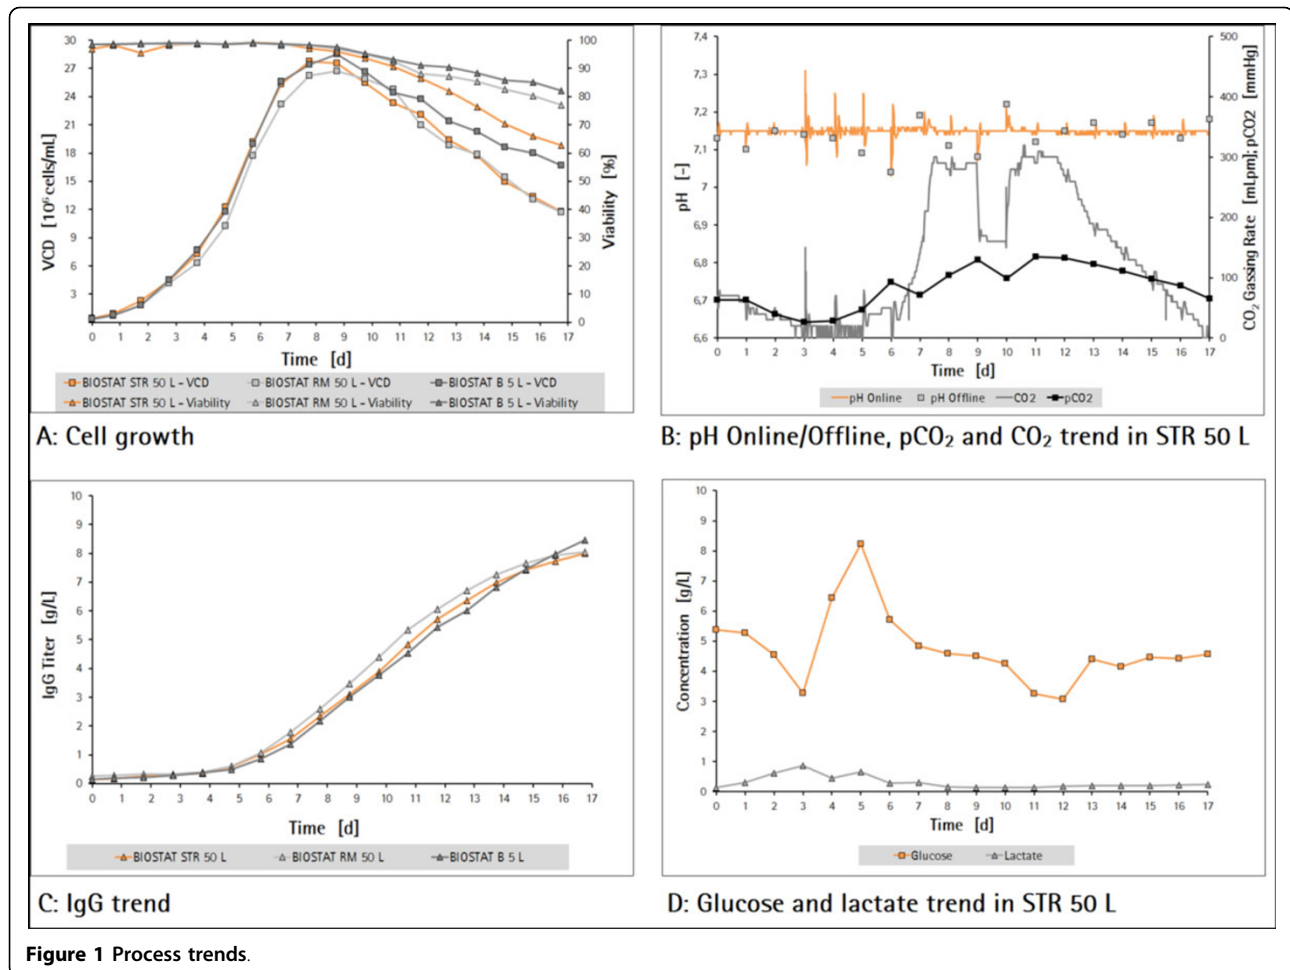 30
27
24
21
18
15
12
9
6
3
VCD [10⁶ cells/mL]
100
90
80
70
60
50
40
30
20
10
0
Viability [%]
0 1 2 3 4 5 6 7 8 9 10 11 12 13 14 15 16 17
Time [d]
BIOSTAT STR 50 L - VCD BIOSTAT RM 50 L - VCD BIOSTAT B 5 L - VCD
BIOSTAT STR 50 L - Viability BIOSTAT RM 50 L - Viability BIOSTAT B 5 L - Viability
A: Cell growth
7,4
7,3
7,2
7,1
7
6,9
6,8
6,7
6,6
pH [-]
500
400
300
200
100
0
CO₂ Gassing Rate [mLpm]; pCO2 [mmHg]
0 1 2 3 4 5 6 7 8 9 10 11 12 13 14 15 16 17
Time [d]
pH Online pH Offline CO2 pCO2
B: pH Online/Offline, pCO₂ and CO₂ trend in STR 50 L
10
9
8
7
6
5
4
3
2
1
0
IgG Titer [g/L]
0 1 2 3 4 5 6 7 8 9 10 11 12 13 14 15 16 17
Time [d]
BIOSTAT STR 50 L BIOSTAT RM 50 L BIOSTAT B 5 L
C: IgG trend
10
9
8
7
6
5
4
3
2
1
0
Concentration [g/L]
0 1 2 3 4 5 6 7 8 9 10 11 12 13 14 15 16 17
Time [d]
Glucose Lactate
D: Glucose and lactate trend in STR 50 L
Figure 1 Process trends.